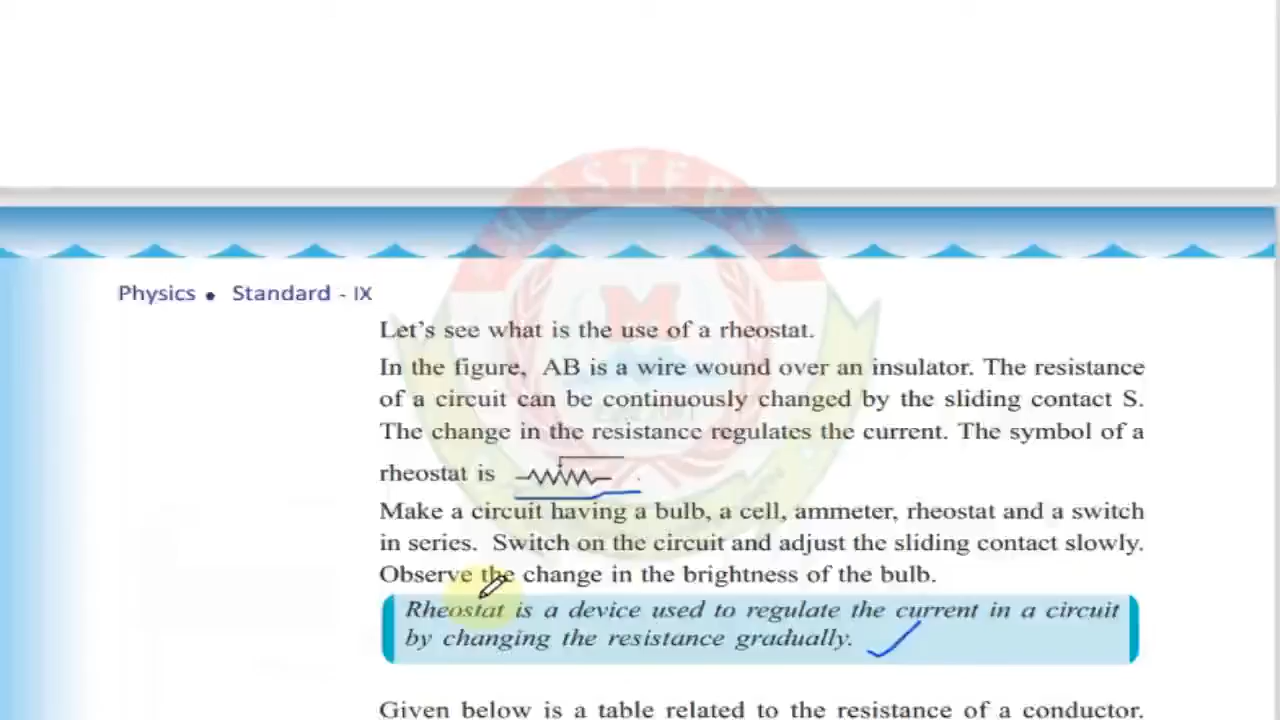 MASTERS
M
Physics • Standard - IX
Let's see what is the use of a rheostat.
In the figure, AB is a wire wound over an insulator. The resistance
of a circuit can be continuously changed by the sliding contact S.
The change in the resistance regulates the current. The symbol of a
rheostat is .
Make a circuit having a bulb, a cell, ammeter, rheostat and a switch
in series. Switch on the circuit and adjust the sliding contact slowly.
Observe the change in the brightness of the bulb.
Rheostat is a device used to regulate the current in a circuit
by changing the resistance gradually.
Given below is a table related to the resistance of a conductor.